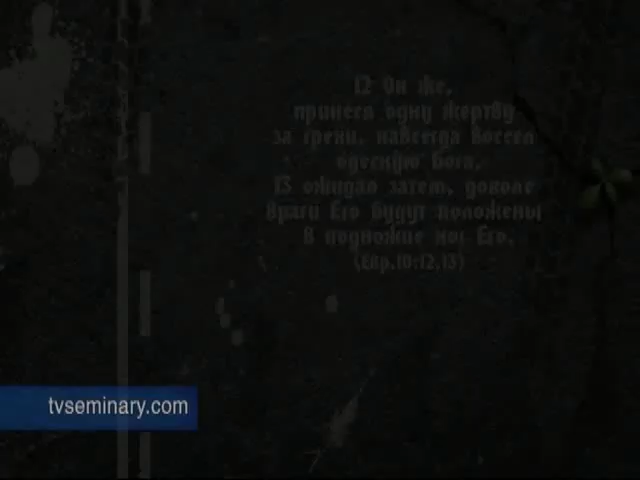 12 Он же,
принеся одну жертву
за грехи, навсегда воссел
одесную Бога,
13 ожидая затем, доколе
враги Его будут положены
в подножие ног Его.
(Евр.10:12,13)
tvseminary.com